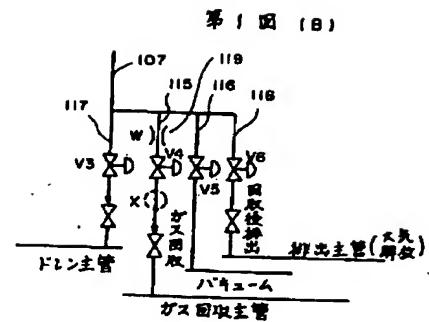 第1図 (B)
107
115
119
116
118
117
W
V3
V4
V5
V6
X
ガス回収
回収後排出
排出主管(大気解放)
ドレン主管
バキューム
ガス回収主管